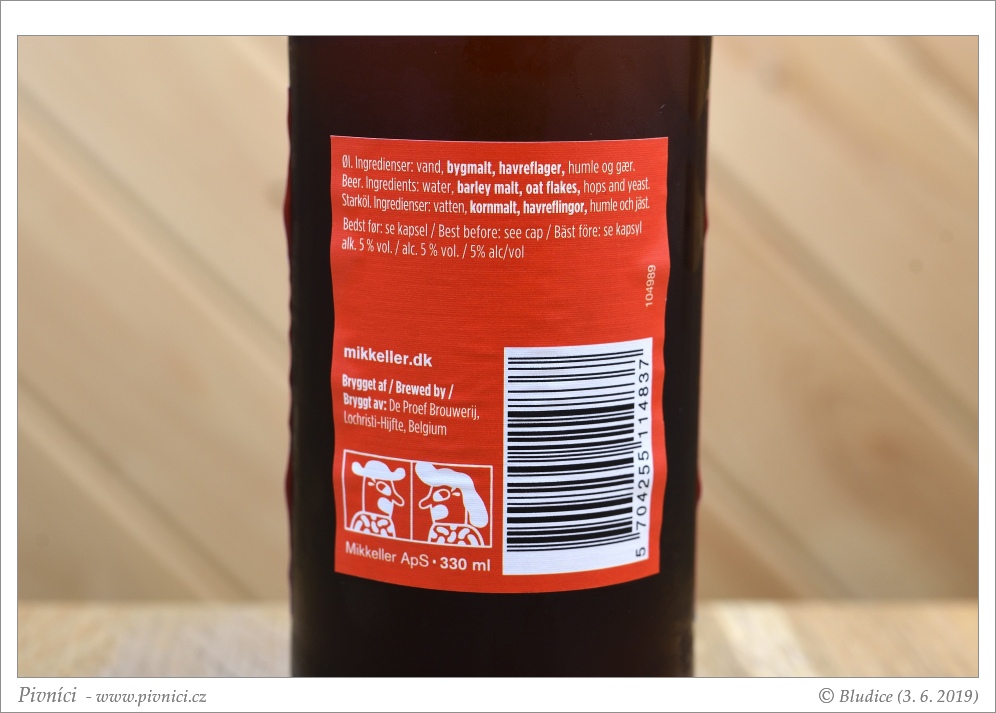 Øl. Ingredienser: vand, bygmalt, havreflager, humle og gær.
Beer. Ingredients: water, barley malt, oat flakes, hops and yeast.
Starköl. Ingredienser: vatten, kornmalt, havreflingor, humle och jäst.
Bedst før: se kapsel / Best before: see cap / Bäst före: se kapsyl
alk. 5 % vol. / alc. 5 % vol. / 5% alc/vol
104989
mikkeller.dk
Brygget af / Brewed by /
Bryggt av: De Proef Brouwerij,
Lochristi-Hijfte, Belgium
Mikkeller ApS · 330 ml
5 704255 114837
Pivníci - www.pivnici.cz
© Bludice (3. 6. 2019)